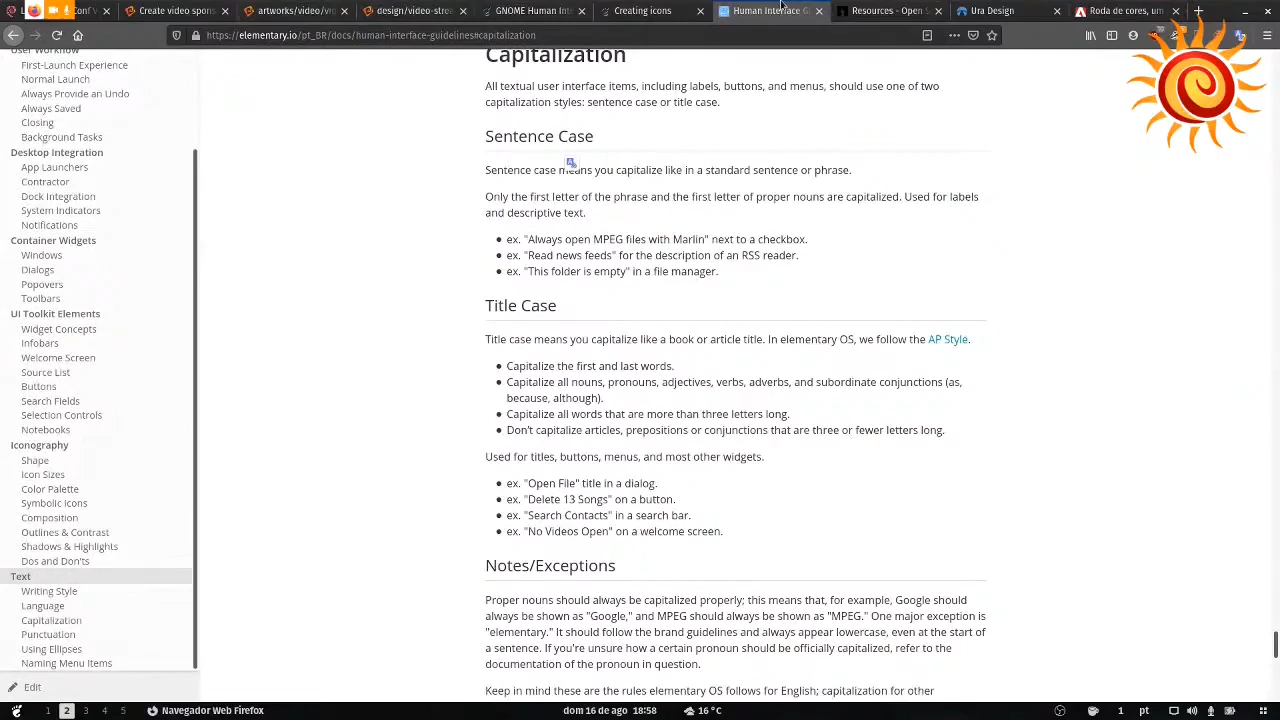 Conf V
Create video spons
artworks/video/vi
design/video-strea
GNOME Human Int
Creating icons
Human Interface G
Resources - Open S
Ura Design
Roda de cores, um
https://elementary.io/pt_BR/docs/human-interface-guidelines#capitalization
User Workflow
First-Launch Experience
Normal Launch
Always Provide an Undo
Always Saved
Closing
Background Tasks
Desktop Integration
App Launchers
Contractor
Dock Integration
System Indicators
Notifications
Container Widgets
Windows
Dialogs
Popovers
Toolbars
UI Toolkit Elements
Widget Concepts
Infobars
Welcome Screen
Source List
Buttons
Search Fields
Selection Controls
Notebooks
Iconography
Shape
Icon Sizes
Color Palette
Symbolic Icons
Composition
Outlines & Contrast
Shadows & Highlights
Dos and Don'ts
Text
Writing Style
Language
Capitalization
Punctuation
Using Ellipses
Naming Menu Items
Edit
Capitalization
All textual user interface items, including labels, buttons, and menus, should use one of two
capitalization styles: sentence case or title case.
Sentence Case
Sentence case means you capitalize like in a standard sentence or phrase.
Only the first letter of the phrase and the first letter of proper nouns are capitalized. Used for labels
and descriptive text.
ex. "Always open MPEG files with Marlin" next to a checkbox.
ex. "Read news feeds" for the description of an RSS reader.
ex. "This folder is empty" in a file manager.
Title Case
Title case means you capitalize like a book or article title. In elementary OS, we follow the AP Style.
Capitalize the first and last words.
Capitalize all nouns, pronouns, adjectives, verbs, adverbs, and subordinate conjunctions (as,
because, although).
Capitalize all words that are more than three letters long.
Don't capitalize articles, prepositions or conjunctions that are three or fewer letters long.
Used for titles, buttons, menus, and most other widgets.
ex. "Open File" title in a dialog.
ex. "Delete 13 Songs" on a button.
ex. "Search Contacts" in a search bar.
ex. "No Videos Open" on a welcome screen.
Notes/Exceptions
Proper nouns should always be capitalized properly; this means that, for example, Google should
always be shown as "Google," and MPEG should always be shown as "MPEG." One major exception is
"elementary." It should follow the brand guidelines and always appear lowercase, even at the start of
a sentence. If you're unsure how a certain pronoun should be officially capitalized, refer to the
documentation of the pronoun in question.
Keep in mind these are the rules elementary OS follows for English; capitalization for other
1 2 3 4 5 Navegador Web Firefox
dom 16 de ago 18:58
16 °C
1 pt